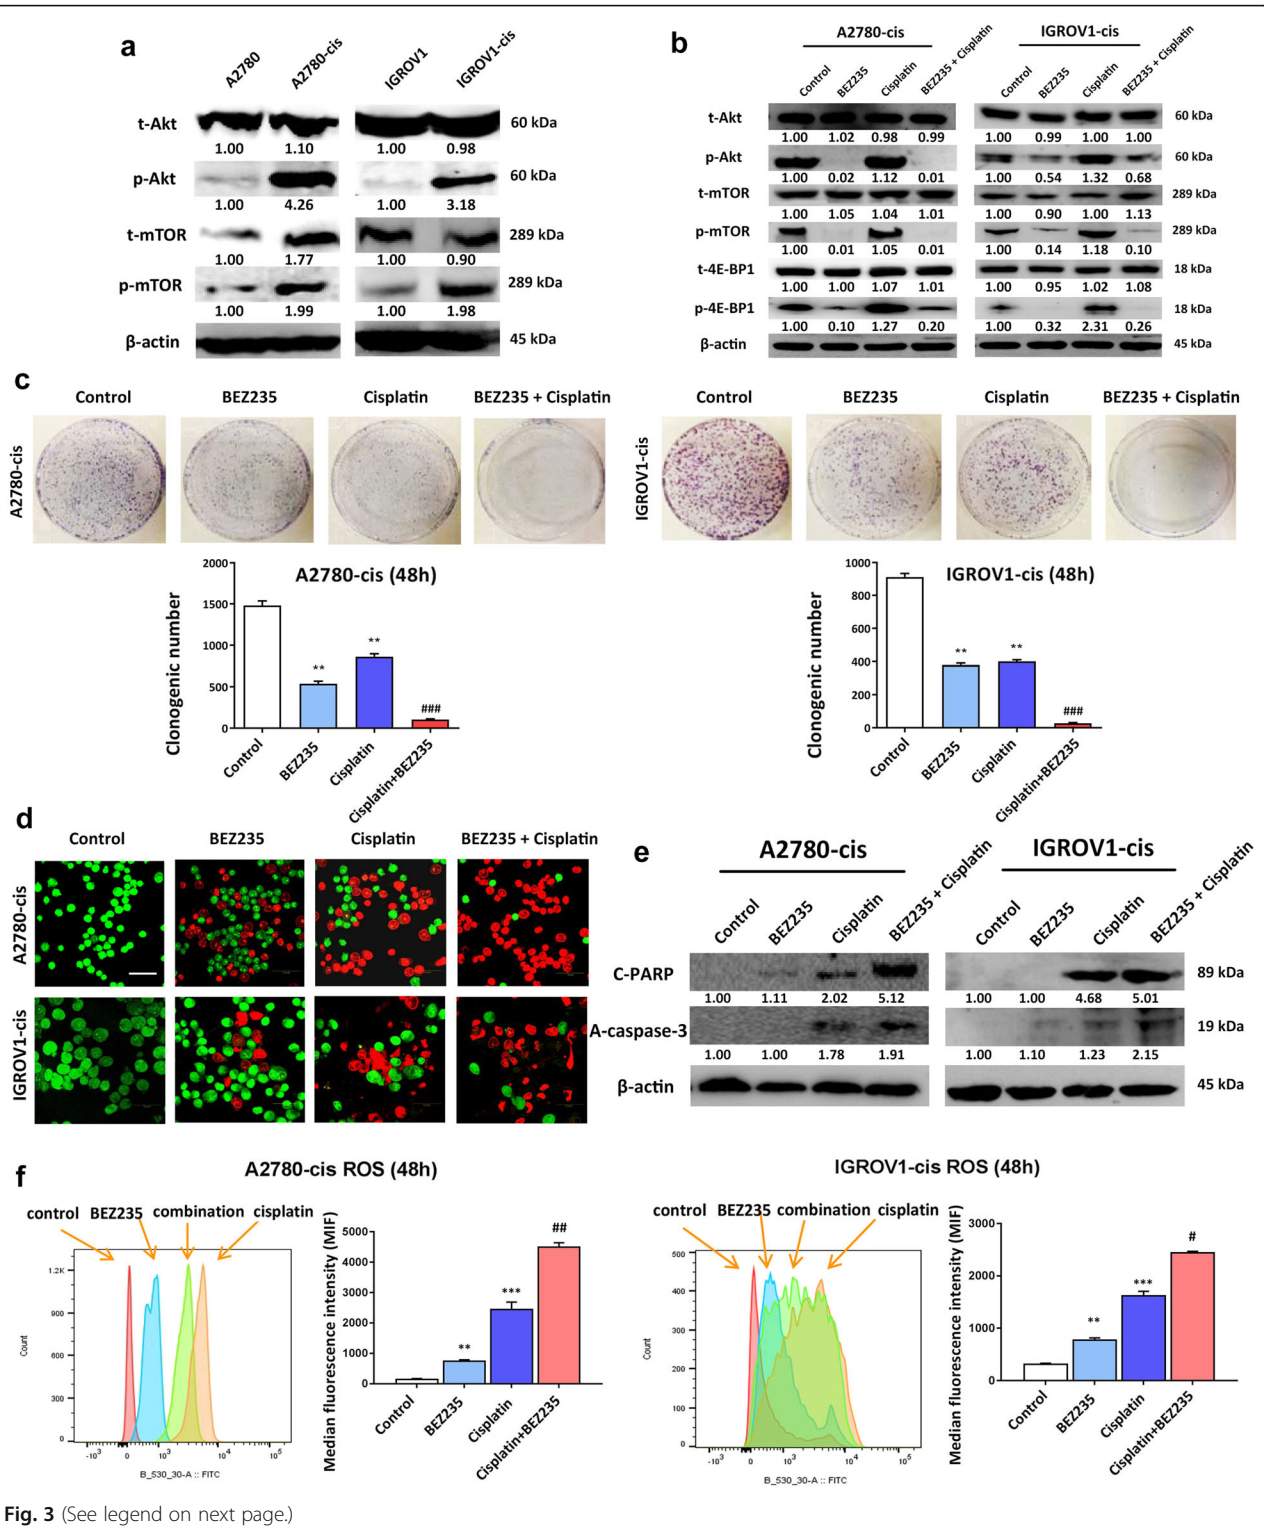 a
A2780 A2780-cis IGROV1 IGROV1-cis
t-Akt 60 kDa
1.00 1.10 1.00 0.98
p-Akt 60 kDa
1.00 4.26 1.00 3.18
t-mTOR 289 kDa
1.00 1.77 1.00 0.90
p-mTOR 289 kDa
1.00 1.99 1.00 1.98
β-actin 45 kDa
b
A2780-cis IGROV1-cis
Control BEZ235 Cisplatin BEZ235 + Cisplatin Control BEZ235 Cisplatin BEZ235 + Cisplatin
t-Akt 60 kDa
1.00 1.02 0.98 0.99 1.00 0.99 1.00 1.00
p-Akt 60 kDa
1.00 0.02 1.12 0.01 1.00 0.54 1.32 0.68
t-mTOR 289 kDa
1.00 1.05 1.04 1.01 1.00 0.90 1.00 1.13
p-mTOR 289 kDa
1.00 0.01 1.05 0.01 1.00 0.14 1.18 0.10
t-4E-BP1 18 kDa
1.00 1.00 1.07 1.01 1.00 0.95 1.02 1.08
p-4E-BP1 18 kDa
1.00 0.10 1.27 0.20 1.00 0.32 2.31 0.26
β-actin 45 kDa
c
Control BEZ235 Cisplatin BEZ235 + Cisplatin
A2780-cis
Control BEZ235 Cisplatin BEZ235 + Cisplatin
IGROV1-cis
A2780-cis (48h)
Clonogenic number
2000
1500
1000
500
0
**
**
###
Control BEZ235 Cisplatin Cisplatin+BEZ235
IGROV1-cis (48h)
Clonogenic number
1000
800
600
400
200
0
**
**
###
Control BEZ235 Cisplatin Cisplatin+BEZ235
d
Control BEZ235 Cisplatin BEZ235 + Cisplatin
A2780-cis
IGROV1-cis
e
A2780-cis IGROV1-cis
Control BEZ235 Cisplatin BEZ235 + Cisplatin Control BEZ235 Cisplatin BEZ235 + Cisplatin
C-PARP 89 kDa
1.00 1.11 2.02 5.12 1.00 1.00 4.68 5.01
A-caspase-3 19 kDa
1.00 1.00 1.78 1.91 1.00 1.10 1.23 2.15
β-actin 45 kDa
f
A2780-cis ROS (48h)
control BEZ235 combination cisplatin
Count
1.2K
900
600
300
0
-10³ 0 10³ 10⁴ 10⁵
B_530_30-A :: FITC
Median fluorescence intensity (MIF)
5000
4000
3000
2000
1000
0
**
***
##
Control BEZ235 Cisplatin Cisplatin+BEZ235
IGROV1-cis ROS (48h)
control BEZ235 combination cisplatin
Count
500
400
300
200
100
0
-10³ 0 10³ 10⁴ 10⁵
B_530_30-A :: FITC
Median fluorescence intensity (MIF)
3000
2000
1000
0
**
***
#
Control BEZ235 Cisplatin Cisplatin+BEZ235
Fig. 3 (See legend on next page.)